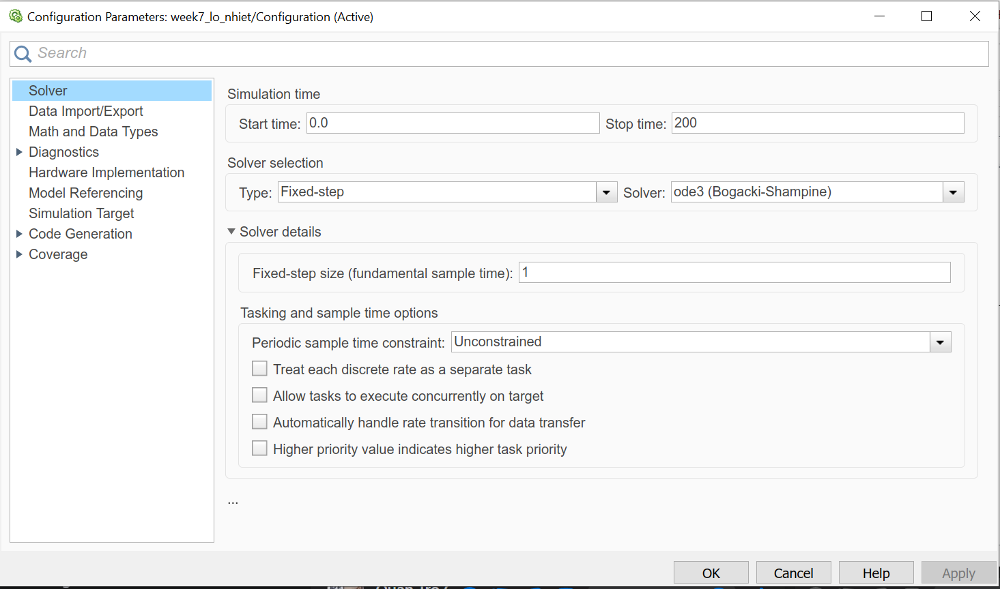 Configuration Parameters: week7_lo_nhiet/Configuration (Active)
Search
Solver
Data Import/Export
Math and Data Types
Diagnostics
Hardware Implementation
Model Referencing
Simulation Target
Code Generation
Coverage
Simulation time
Start time: 0.0 Stop time: 200
Solver selection
Type: Fixed-step Solver: ode3 (Bogacki-Shampine)
Solver details
Fixed-step size (fundamental sample time): 1
Tasking and sample time options
Periodic sample time constraint: Unconstrained
Treat each discrete rate as a separate task
Allow tasks to execute concurrently on target
Automatically handle rate transition for data transfer
Higher priority value indicates higher task priority
...
OK Cancel Help Apply